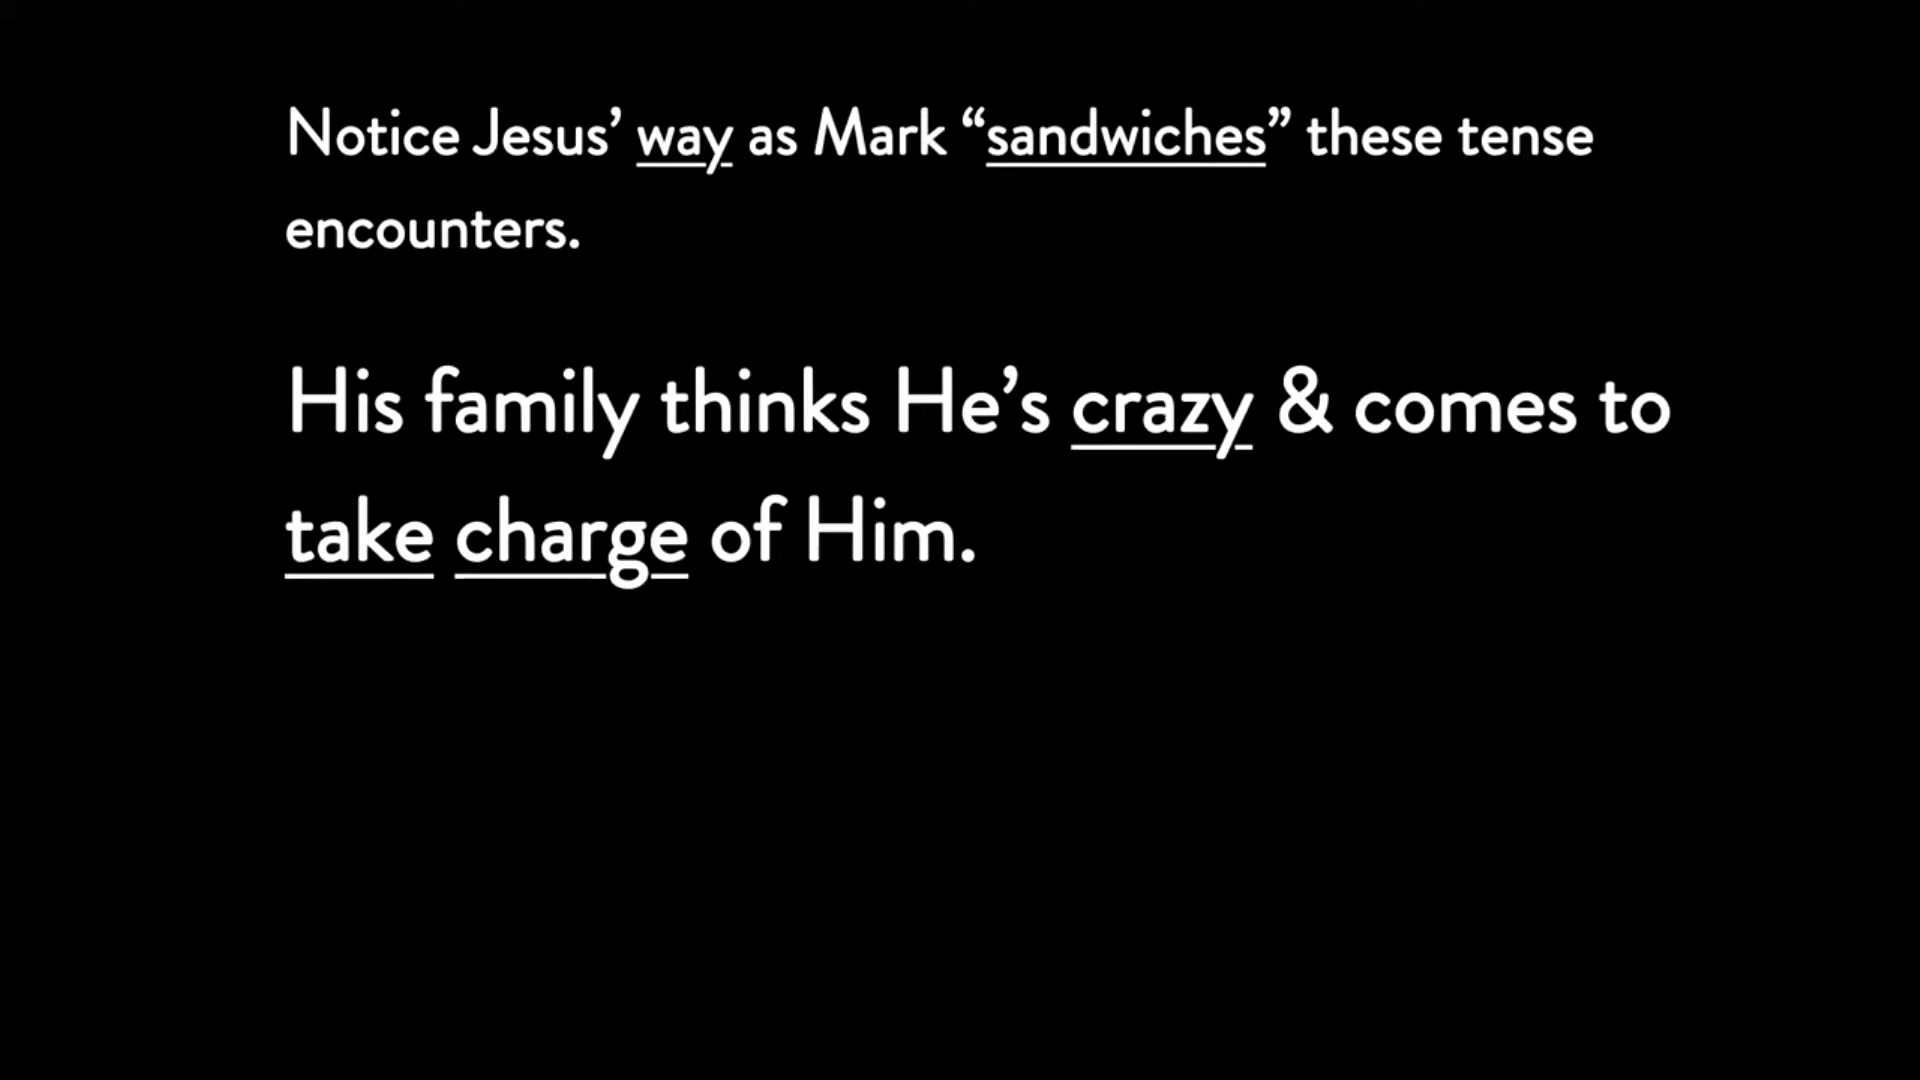 Notice Jesus’ way as Mark “sandwiches” these tense
encounters.
His family thinks He’s crazy & comes to
take charge of Him.